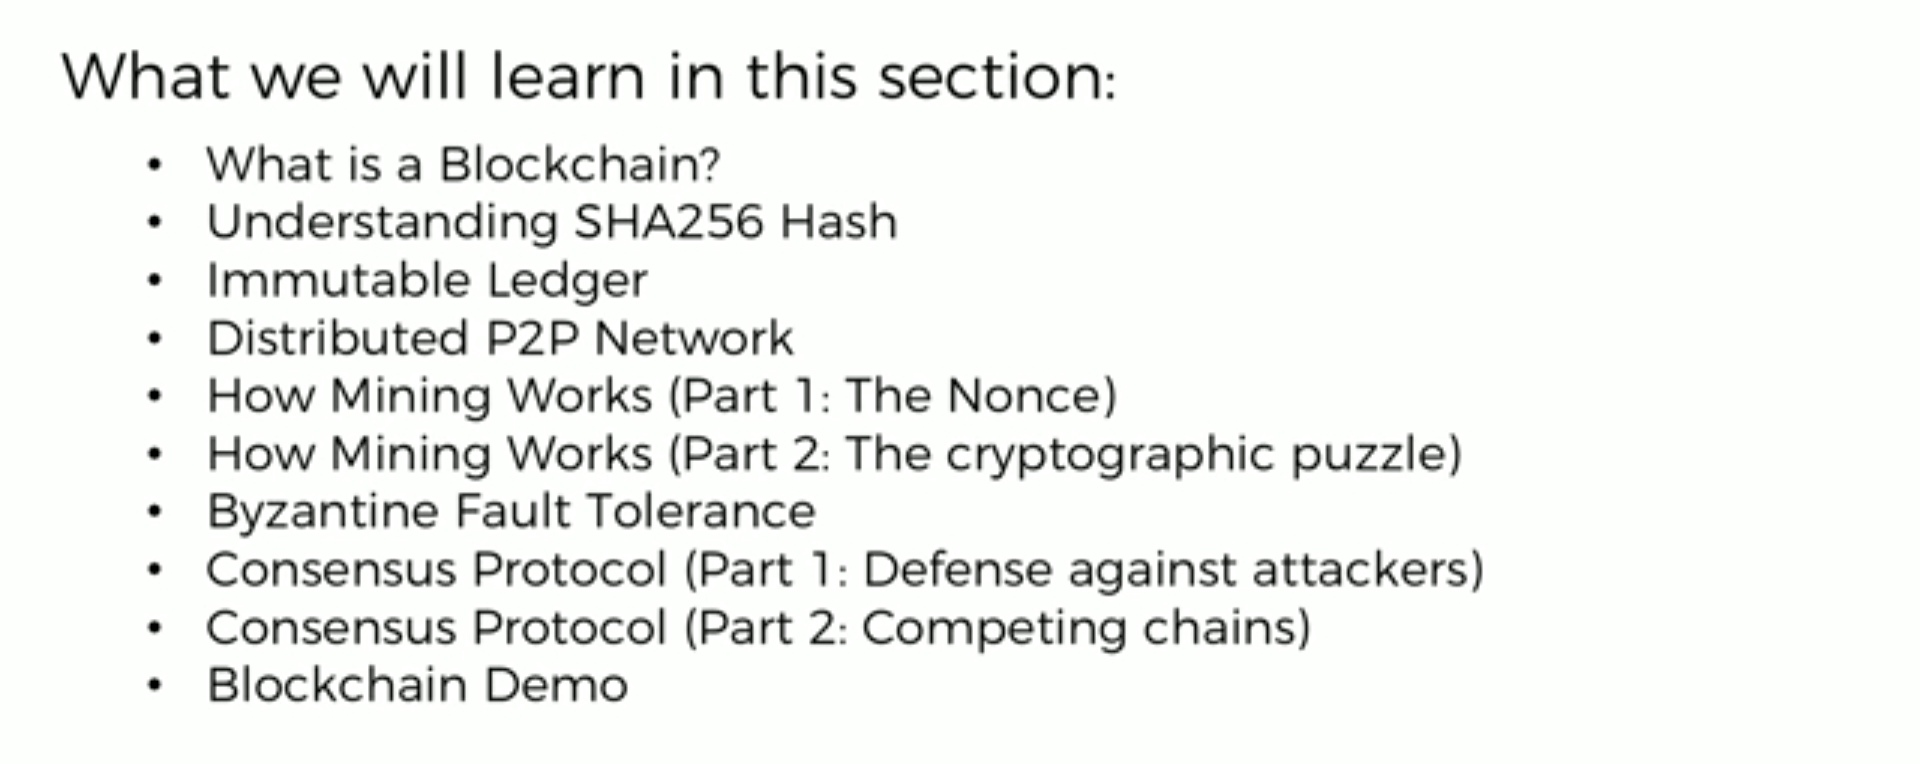 What we will learn in this section:
• What is a Blockchain?
• Understanding SHA256 Hash
• Immutable Ledger
• Distributed P2P Network
• How Mining Works (Part 1: The Nonce)
• How Mining Works (Part 2: The cryptographic puzzle)
• Byzantine Fault Tolerance
• Consensus Protocol (Part 1: Defense against attackers)
• Consensus Protocol (Part 2: Competing chains)
• Blockchain Demo